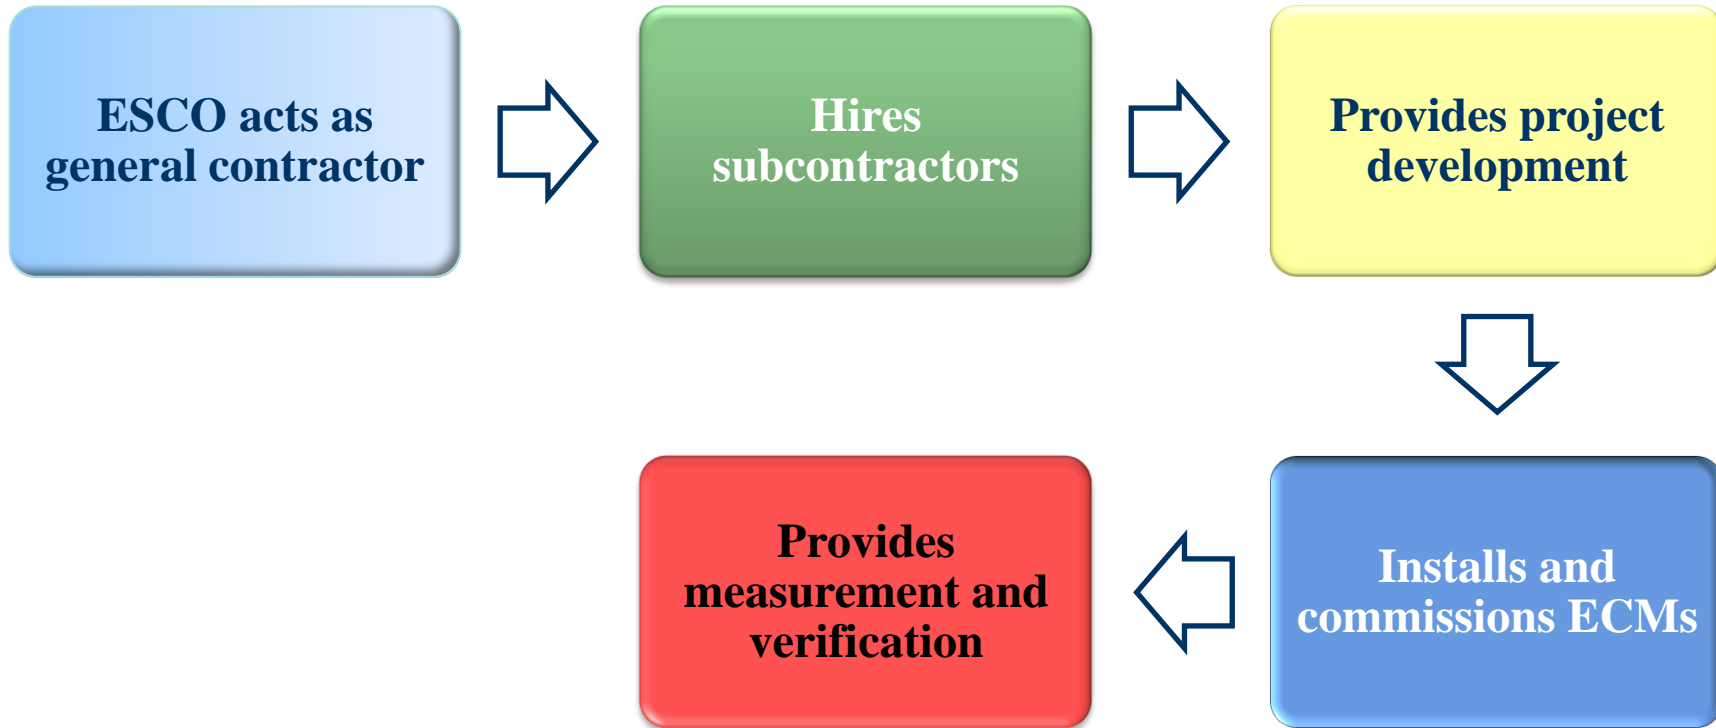 ESCO acts as
general contractor
Hires
subcontractors
Provides project
development
Installs and
commissions ECMs
Provides
measurement and
verification